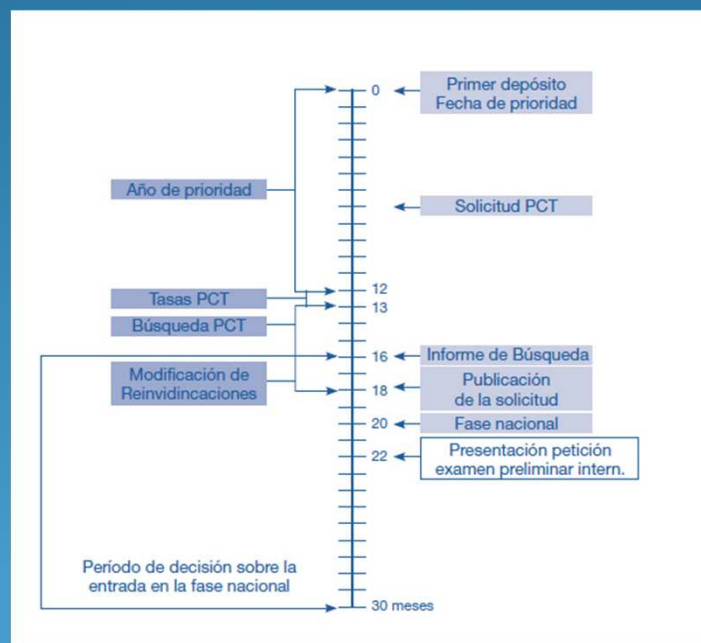 0
Primer depósito
Fecha de prioridad
Año de prioridad
Solicitud PCT
12
Tasas PCT
13
Búsqueda PCT
16
Informe de Búsqueda
Modificación de
Reinvidincaciones
18
Publicación
de la solicitud
20
Fase nacional
22
Presentación petición
examen preliminar intern.
Período de decisión sobre la
entrada en la fase nacional
30 meses